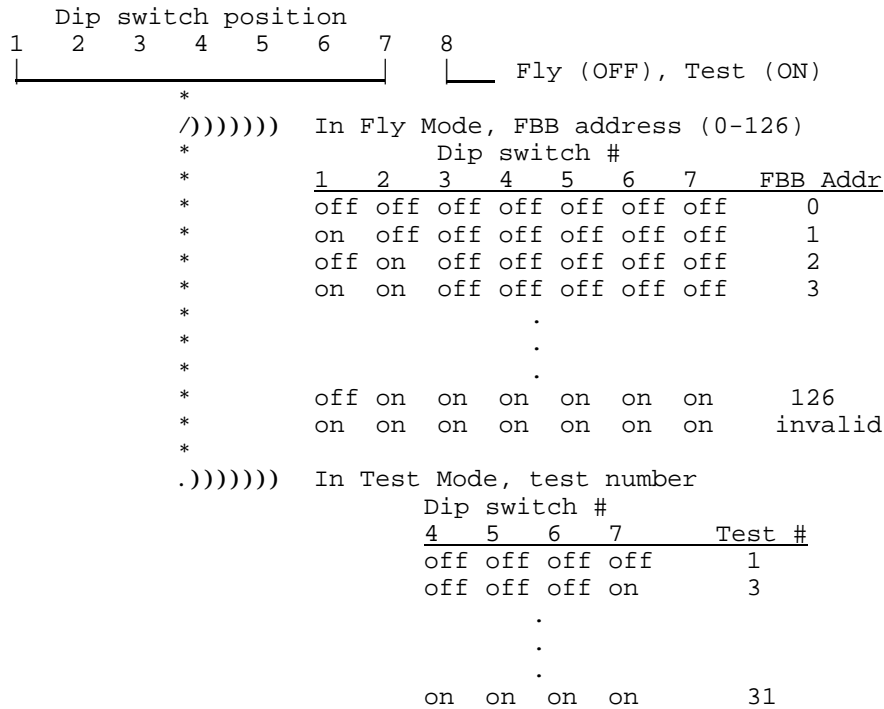 Dip switch position
1 2 3 4 5 6 7 8
Fly (OFF), Test (ON)
*
/))))))) In Fly Mode, FBB address (0-126)
* Dip switch #
* 1 2 3 4 5 6 7 FBB Addr
* off off off off off off off 0
* on off off off off off off 1
* off on off off off off off 2
* on on off off off off off 3
* .
* .
* .
* off on on on on on on 126
* on on on on on on on invalid
*
.))))))) In Test Mode, test number
Dip switch #
4 5 6 7 Test #
off off off off 1
off off off on 3
.
.
.
on on on on 31